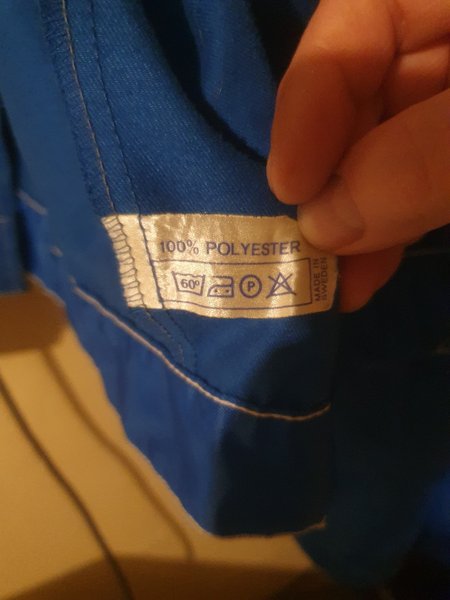 100% POLYESTER
60°
P
MADE IN
SWEDEN